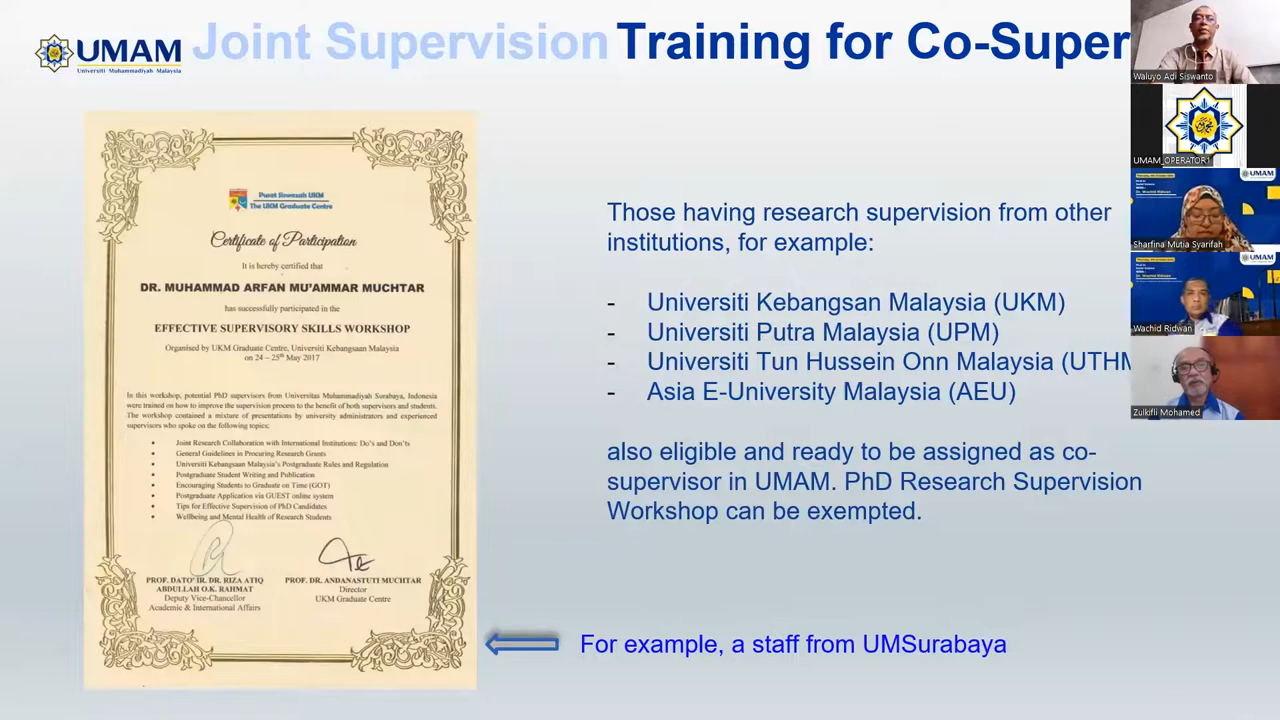 UMAM
Universiti Muhammadiyah Malaysia
Joint Supervision Training for Co-Super
Pusat Siswazah UKM
The UKM Graduate Centre
Certificate of Participation
It is hereby certified that
DR. MUHAMMAD ARFAN MU'AMMAR MUCHTAR
has successfully participated in the
EFFECTIVE SUPERVISORY SKILLS WORKSHOP
Organised by UKM Graduate Centre, Universiti Kebangsaan Malaysia
on 24 – 25th May 2017
In this workshop, potential PhD supervisors from Universitas Muhammadiyah Surabaya, Indonesia
were trained on how to improve the supervision process to the benefit of both supervisors and students.
The workshop contained a mixture of presentations by university administrators and experienced
supervisors who spoke on the following topics:
• Joint Research Collaboration with International Institutions: Do's and Don'ts
• General Guidelines in Procuring Research Grants
• Universiti Kebangsaan Malaysia's Postgraduate Rules and Regulation
• Postgraduate Student Writing and Publication
• Encouraging Students to Graduate on Time (GOT)
• Postgraduate Application via GUEST online system
• Tips for Effective Supervision of PhD Candidates
• Wellbeing and Mental Health of Research Students
PROF. DATO' IR. DR. RIZA ATIQ
ABDULLAH O.K. RAHMAT
Deputy Vice-Chancellor
Academic & International Affairs
PROF. DR. ANDANASTUTI MUCHTAR
Director
UKM Graduate Centre
Those having research supervision from other
institutions, for example:
- Universiti Kebangsan Malaysia (UKM)
- Universiti Putra Malaysia (UPM)
- Universiti Tun Hussein Onn Malaysia (UTHM
- Asia E-University Malaysia (AEU)
also eligible and ready to be assigned as co-
supervisor in UMAM. PhD Research Supervision
Workshop can be exempted.
For example, a staff from UMSurabaya
Waluyo Adi Siswanto
UMAM_OPERATOR1
UMAM
Sharfina Mutia Syarifah
UMAM
Wachid Ridwan
Zulkifli Mohamed